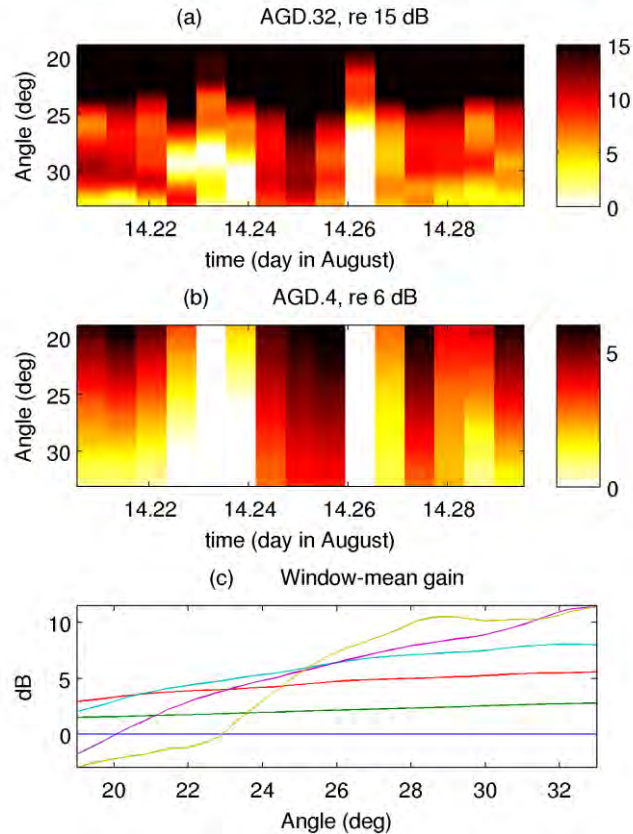 (a) AGD.32, re 15 dB
20
25
30
Angle (deg)
15
10
5
0
14.22 14.24 14.26 14.28
time (day in August)
(b) AGD.4, re 6 dB
20
25
30
Angle (deg)
5
0
14.22 14.24 14.26 14.28
time (day in August)
(c) Window-mean gain
10
5
0
dB
20 22 24 26 28 30 32
Angle (deg)